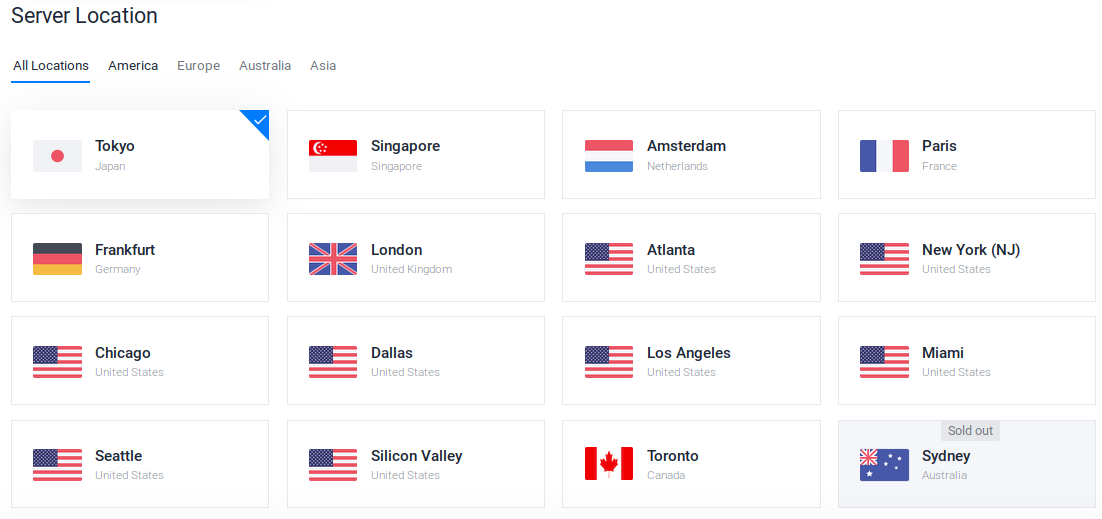 Server Location
All Locations America Europe Australia Asia
Tokyo
Japan
Singapore
Singapore
Amsterdam
Netherlands
Paris
France
Frankfurt
Germany
London
United Kingdom
Atlanta
United States
New York (NJ)
United States
Chicago
United States
Dallas
United States
Los Angeles
United States
Miami
United States
Seattle
United States
Silicon Valley
United States
Toronto
Canada
Sold out
Sydney
Australia